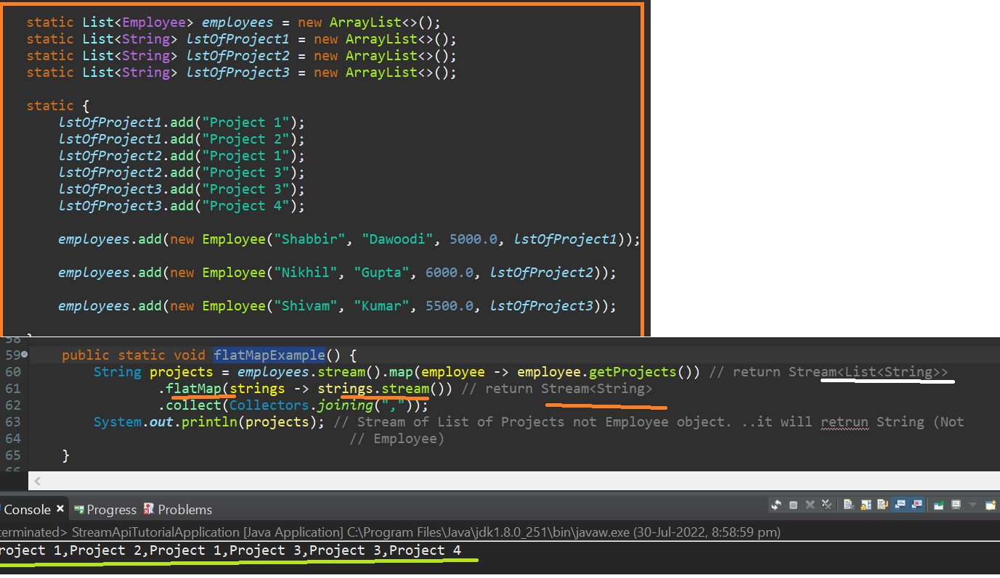 static List<Employee> employees = new ArrayList<>();
static List<String> lstOfProject1 = new ArrayList<>();
static List<String> lstOfProject2 = new ArrayList<>();
static List<String> lstOfProject3 = new ArrayList<>();
static {
lstOfProject1.add("Project 1");
lstOfProject1.add("Project 2");
lstOfProject2.add("Project 1");
lstOfProject2.add("Project 3");
lstOfProject3.add("Project 3");
lstOfProject3.add("Project 4");
employees.add(new Employee("Shabbir", "Dawoodi", 5000.0, lstOfProject1));
employees.add(new Employee("Nikhil", "Gupta", 6000.0, lstOfProject2));
employees.add(new Employee("Shivam", "Kumar", 5500.0, lstOfProject3));
58
59 public static void flatMapExample() {
60 String projects = employees.stream().map(employee -> employee.getProjects()) // return Stream<List<String>>
61 .flatMap(strings -> strings.stream()) // return Stream<String>
62 .collect(Collectors.joining(","));
63 System.out.println(projects); // Stream of List of Projects not Employee object. ..it will retrun String (Not
64 // Employee)
65 }
66
Console Progress Problems
terminated> StreamApiTutorialApplication [Java Application] C:\Program Files\Java\jdk1.8.0_251\bin\javaw.exe (30-Jul-2022, 8:58:59 pm)
roject 1,Project 2,Project 1,Project 3,Project 3,Project 4